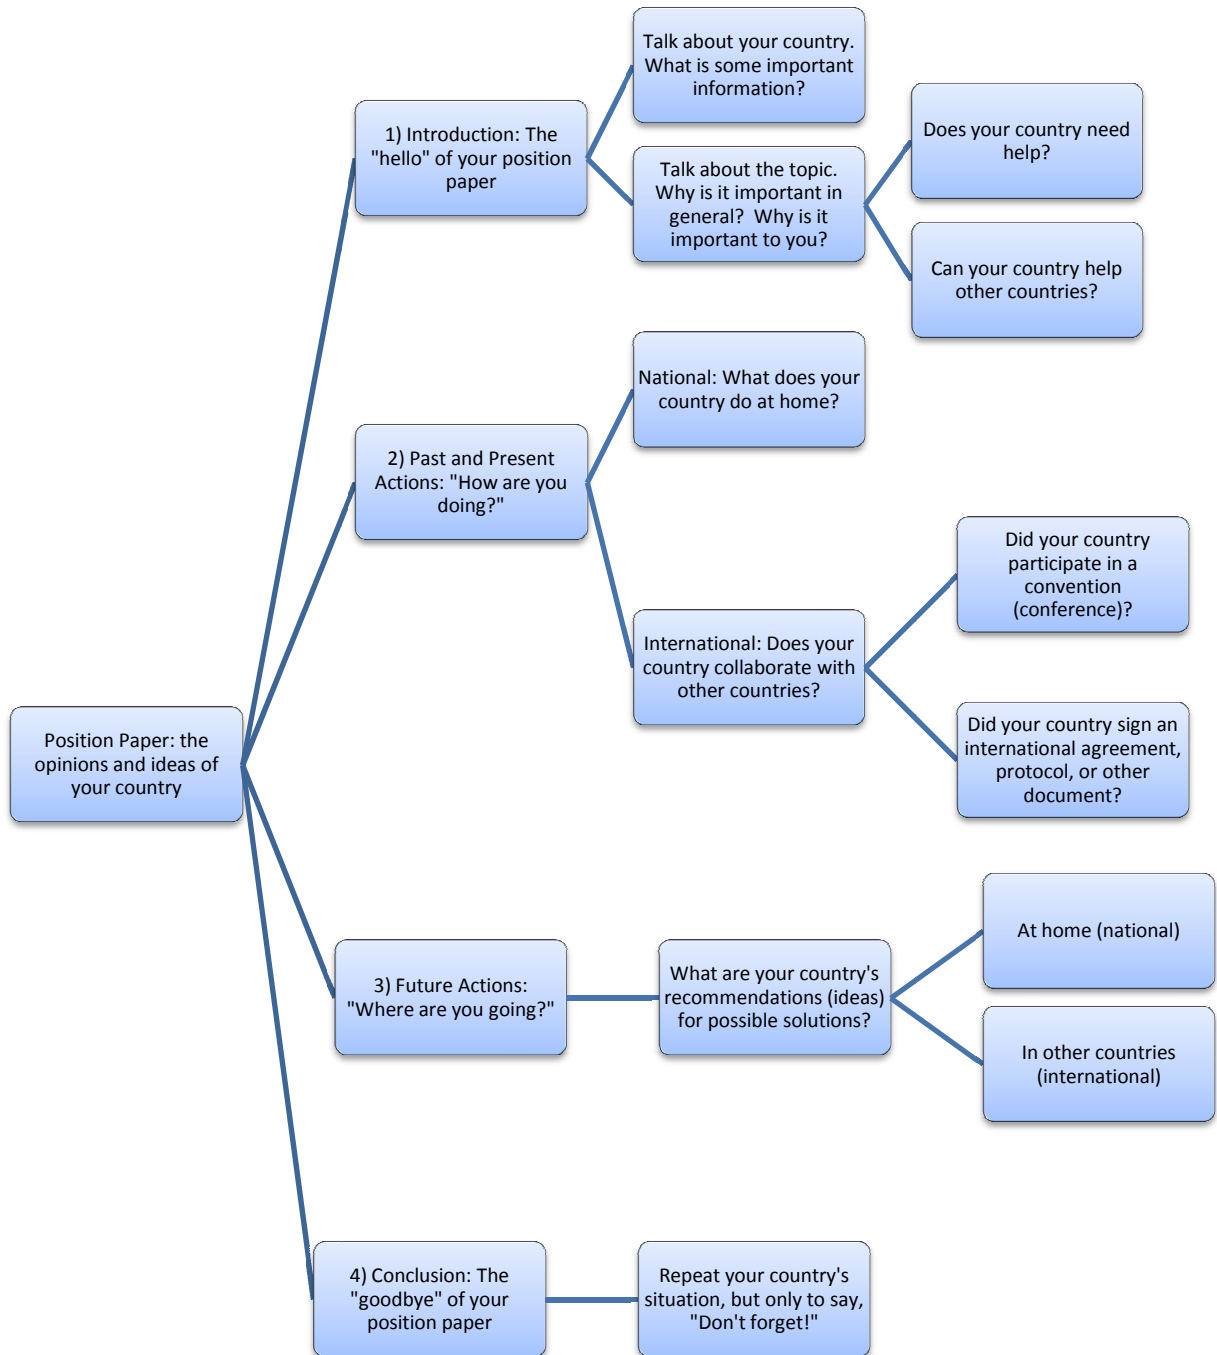 Position Paper: the
opinions and ideas of
your country
1) Introduction: The
"hello" of your position
paper
Talk about your country.
What is some important
information?
Talk about the topic.
Why is it important in
general?  Why is it
important to you?
Does your country need
help?
Can your country help
other countries?
2) Past and Present
Actions: "How are you
doing?"
National: What does your
country do at home?
International: Does your
country collaborate with
other countries?
Did your country
participate in a
convention
(conference)?
Did your country sign an
international agreement,
protocol, or other
document?
3) Future Actions:
"Where are you going?"
What are your country's
recommendations (ideas)
for possible solutions?
At home (national)
In other countries
(international)
4) Conclusion: The
"goodbye" of your
position paper
Repeat your country's
situation, but only to say,
"Don't forget!"